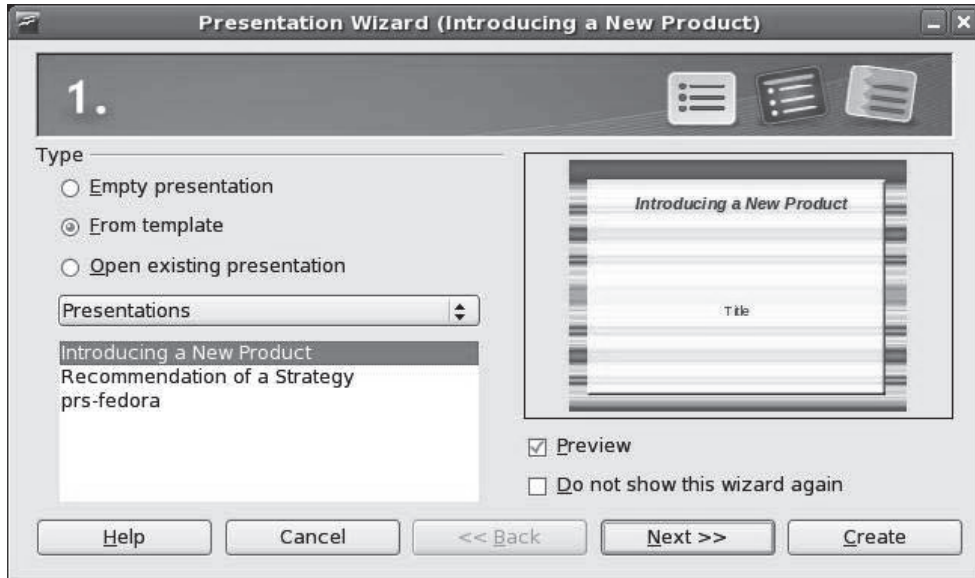 Presentation Wizard (Introducing a New Product)
1.
Type
Empty presentation
From template
Open existing presentation
Presentations
Introducing a New Product
Recommendation of a Strategy
prs-fedora
Introducing a New Product
Title
Preview
Do not show this wizard again
Help
Cancel
<< Back
Next >>
Create